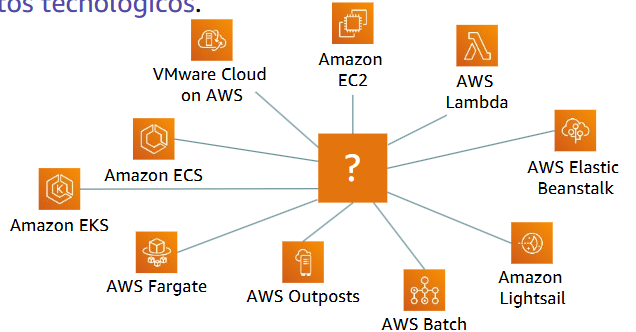 tos tecnológicos.
VMware Cloud
on AWS
Amazon
EC2
AWS
Lambda
Amazon ECS
?
AWS Elastic
Beanstalk
Amazon EKS
K
AWS Fargate
AWS Outposts
AWS Batch
Amazon
Lightsail